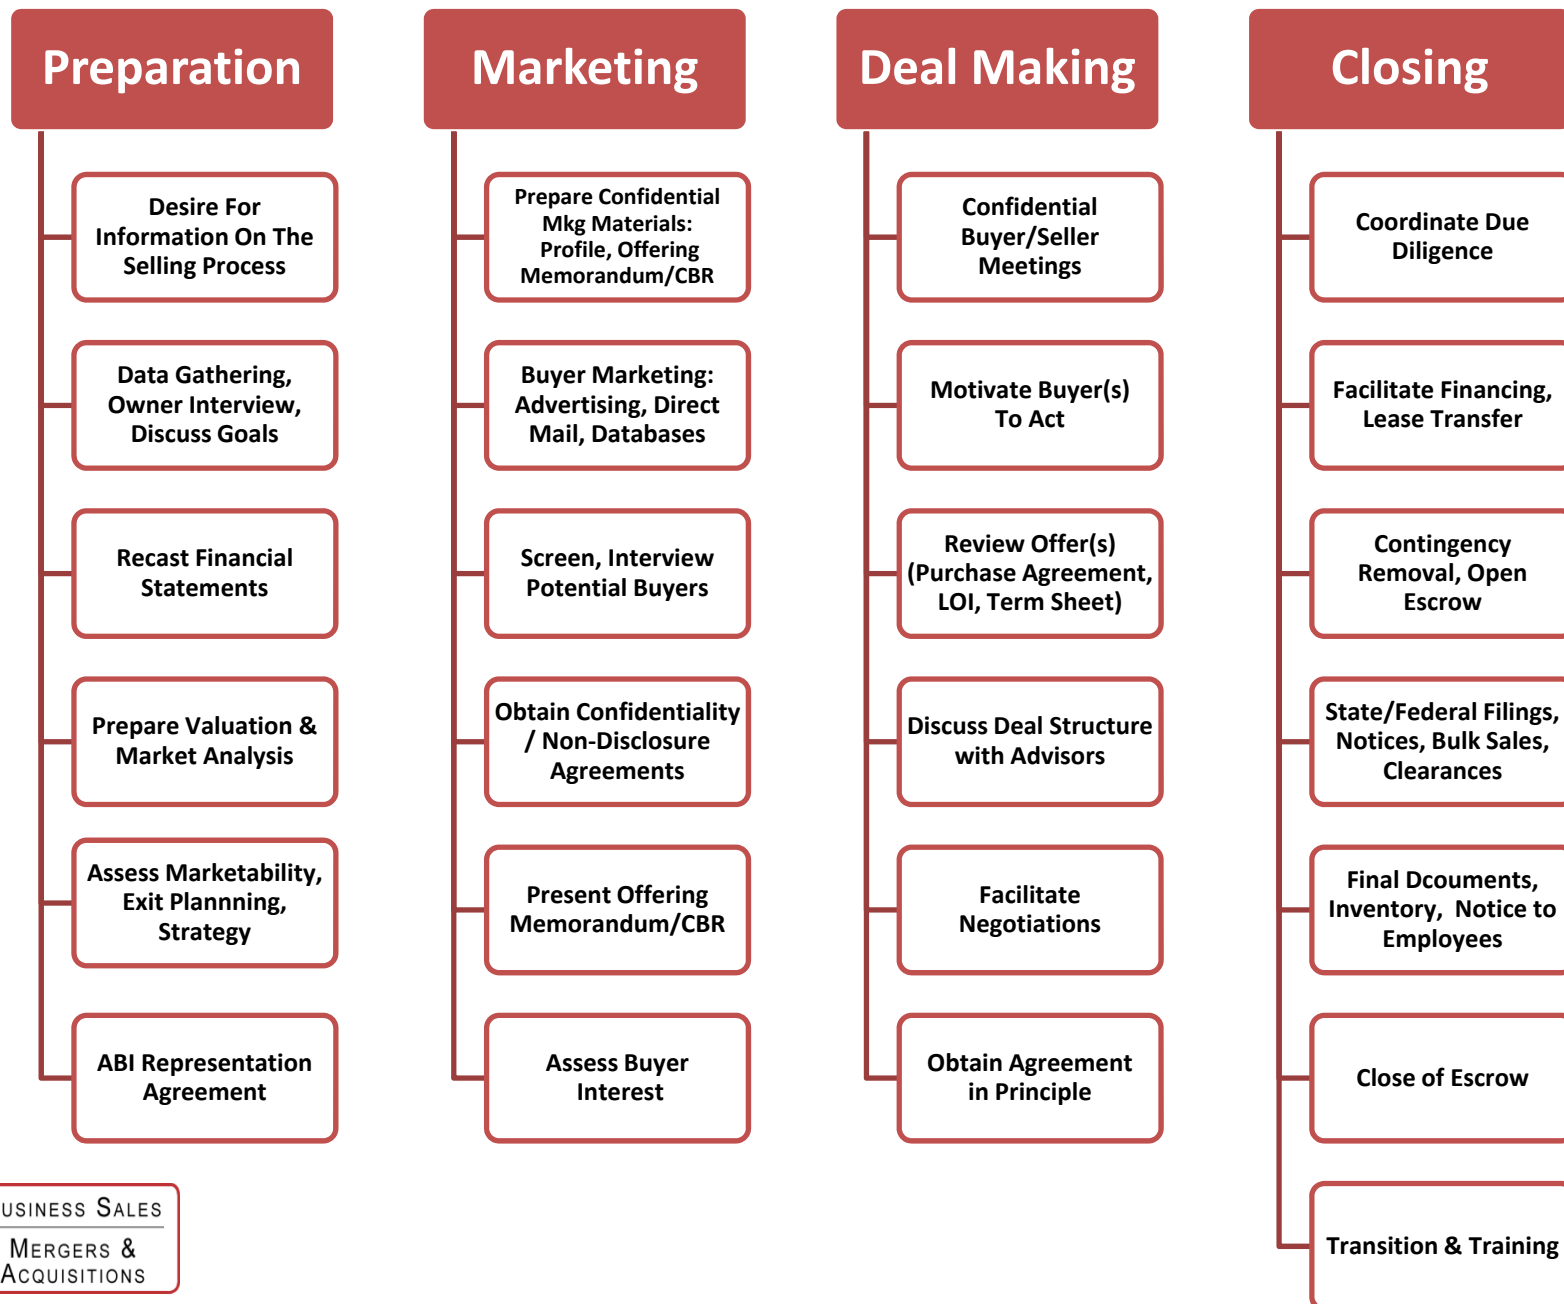 Preparation
Desire For
Information On The
Selling Process
Data Gathering,
Owner Interview,
Discuss Goals
Recast Financial
Statements
Prepare Valuation &
Market Analysis
Assess Marketability,
Exit Plannning,
Strategy
ABI Representation
Agreement
Marketing
Prepare Confidential
Mkg Materials:
Profile, Offering
Memorandum/CBR
Buyer Marketing:
Advertising, Direct
Mail, Databases
Screen, Interview
Potential Buyers
Obtain Confidentiality
/ Non-Disclosure
Agreements
Present Offering
Memorandum/CBR
Assess Buyer
Interest
Deal Making
Confidential
Buyer/Seller
Meetings
Motivate Buyer(s)
To Act
Review Offer(s)
(Purchase Agreement,
LOI, Term Sheet)
Discuss Deal Structure
with Advisors
Facilitate
Negotiations
Obtain Agreement
in Principle
Closing
Coordinate Due
Diligence
Facilitate Financing,
Lease Transfer
Contingency
Removal, Open
Escrow
State/Federal Filings,
Notices, Bulk Sales,
Clearances
Final Dcouments,
Inventory,  Notice to
Employees
Close of Escrow
Transition & Training
USINESS SALES
MERGERS &
ACQUISITIONS